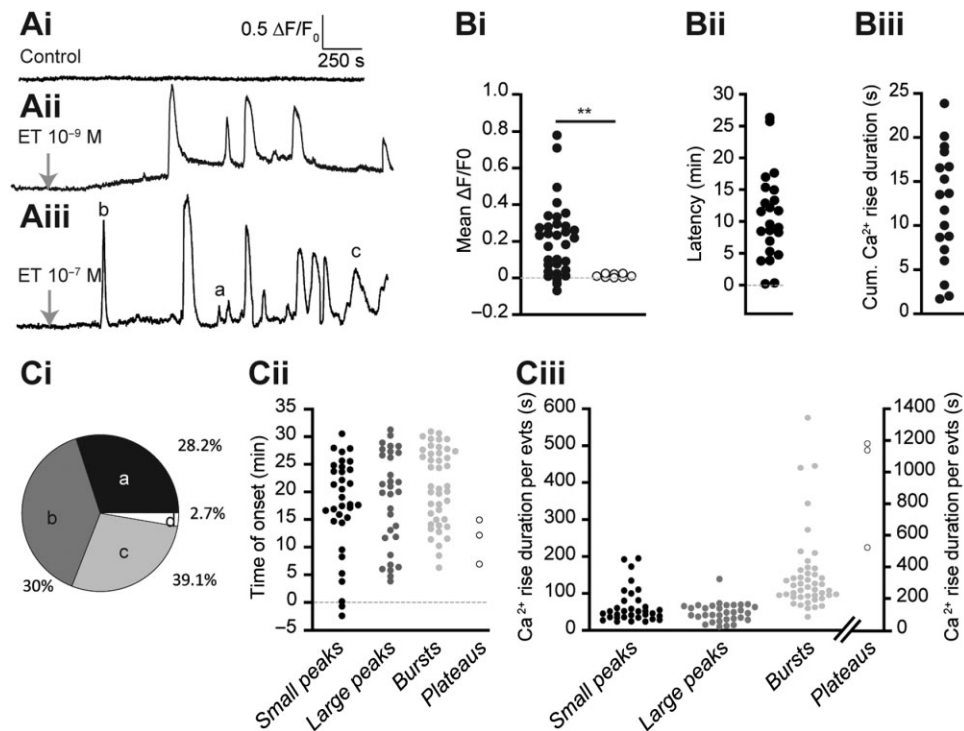 Ai
0.5 ΔF/F0
250 s
Control
Aii
ET 10–9 M
Aiii
ET 10–7 M
b
a
c
Bi
Mean ΔF/F0
1.0
0.8
0.6
0.4
0.2
0
–0.2
**
Bii
Latency (min)
40
35
30
25
20
15
10
5
0
Biii
Cum. Ca2+ rise duration (s)
25
20
15
10
5
0
Ci
a
b
c
d
28.2%
2.7%
39.1%
30%
Cii
Time of onset (min)
35
30
25
20
15
10
5
0
–5
Small peaks
Large peaks
Bursts
Plateaus
Ciii
Ca2+ rise duration per evts (s)
600
500
400
300
200
100
0
Small peaks
Large peaks
Bursts
Plateaus
1400
1200
1000
800
600
400
200
0
Ca2+ rise duration per evts (s)